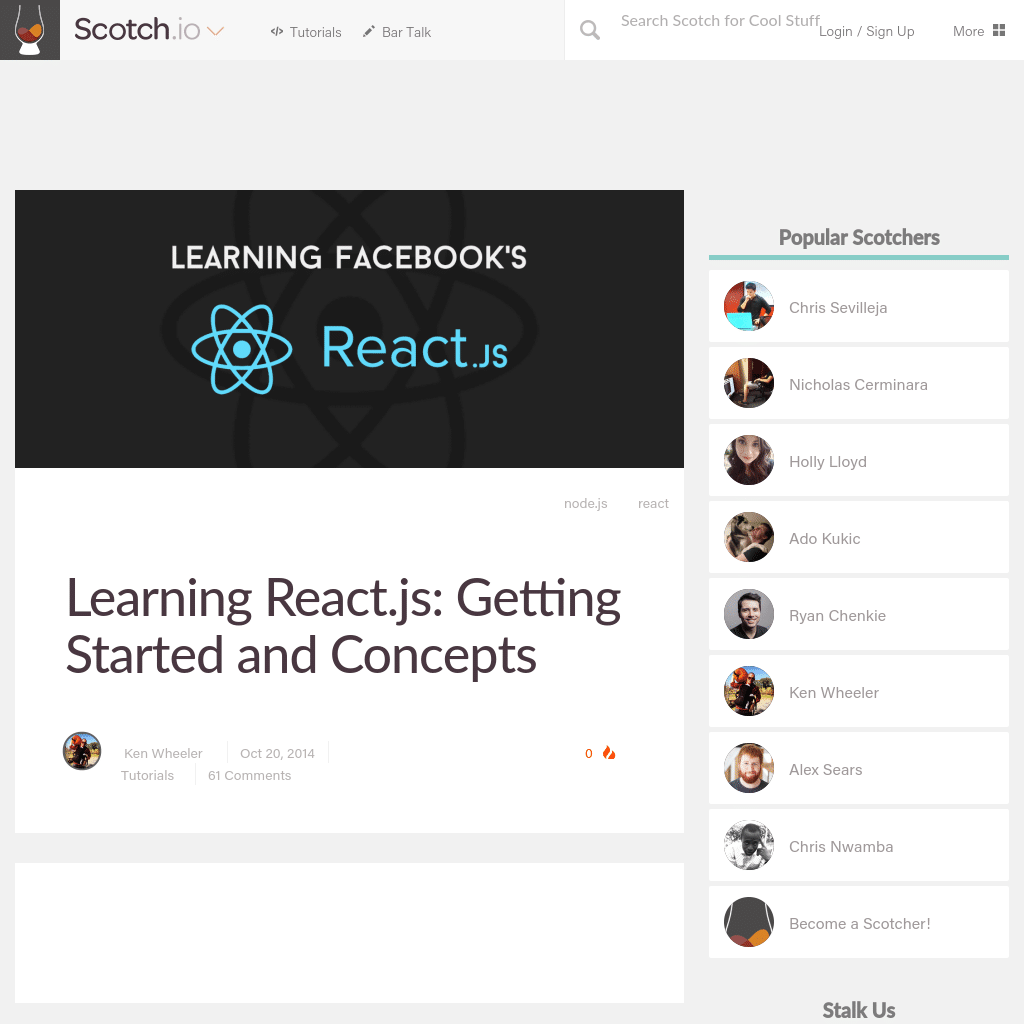 Scotch.io
Tutorials
Bar Talk
Search Scotch for Cool Stuff
Login / Sign Up
More
LEARNING FACEBOOK'S
React.JS
node.js
react
Learning React.js: Getting
Started and Concepts
Ken Wheeler
Oct 20, 2014
0
Tutorials
61 Comments
Popular Scotchers
Chris Sevilleja
Nicholas Cerminara
Holly Lloyd
Ado Kukic
Ryan Chenkie
Ken Wheeler
Alex Sears
Chris Nwamba
Become a Scotcher!
Stalk Us